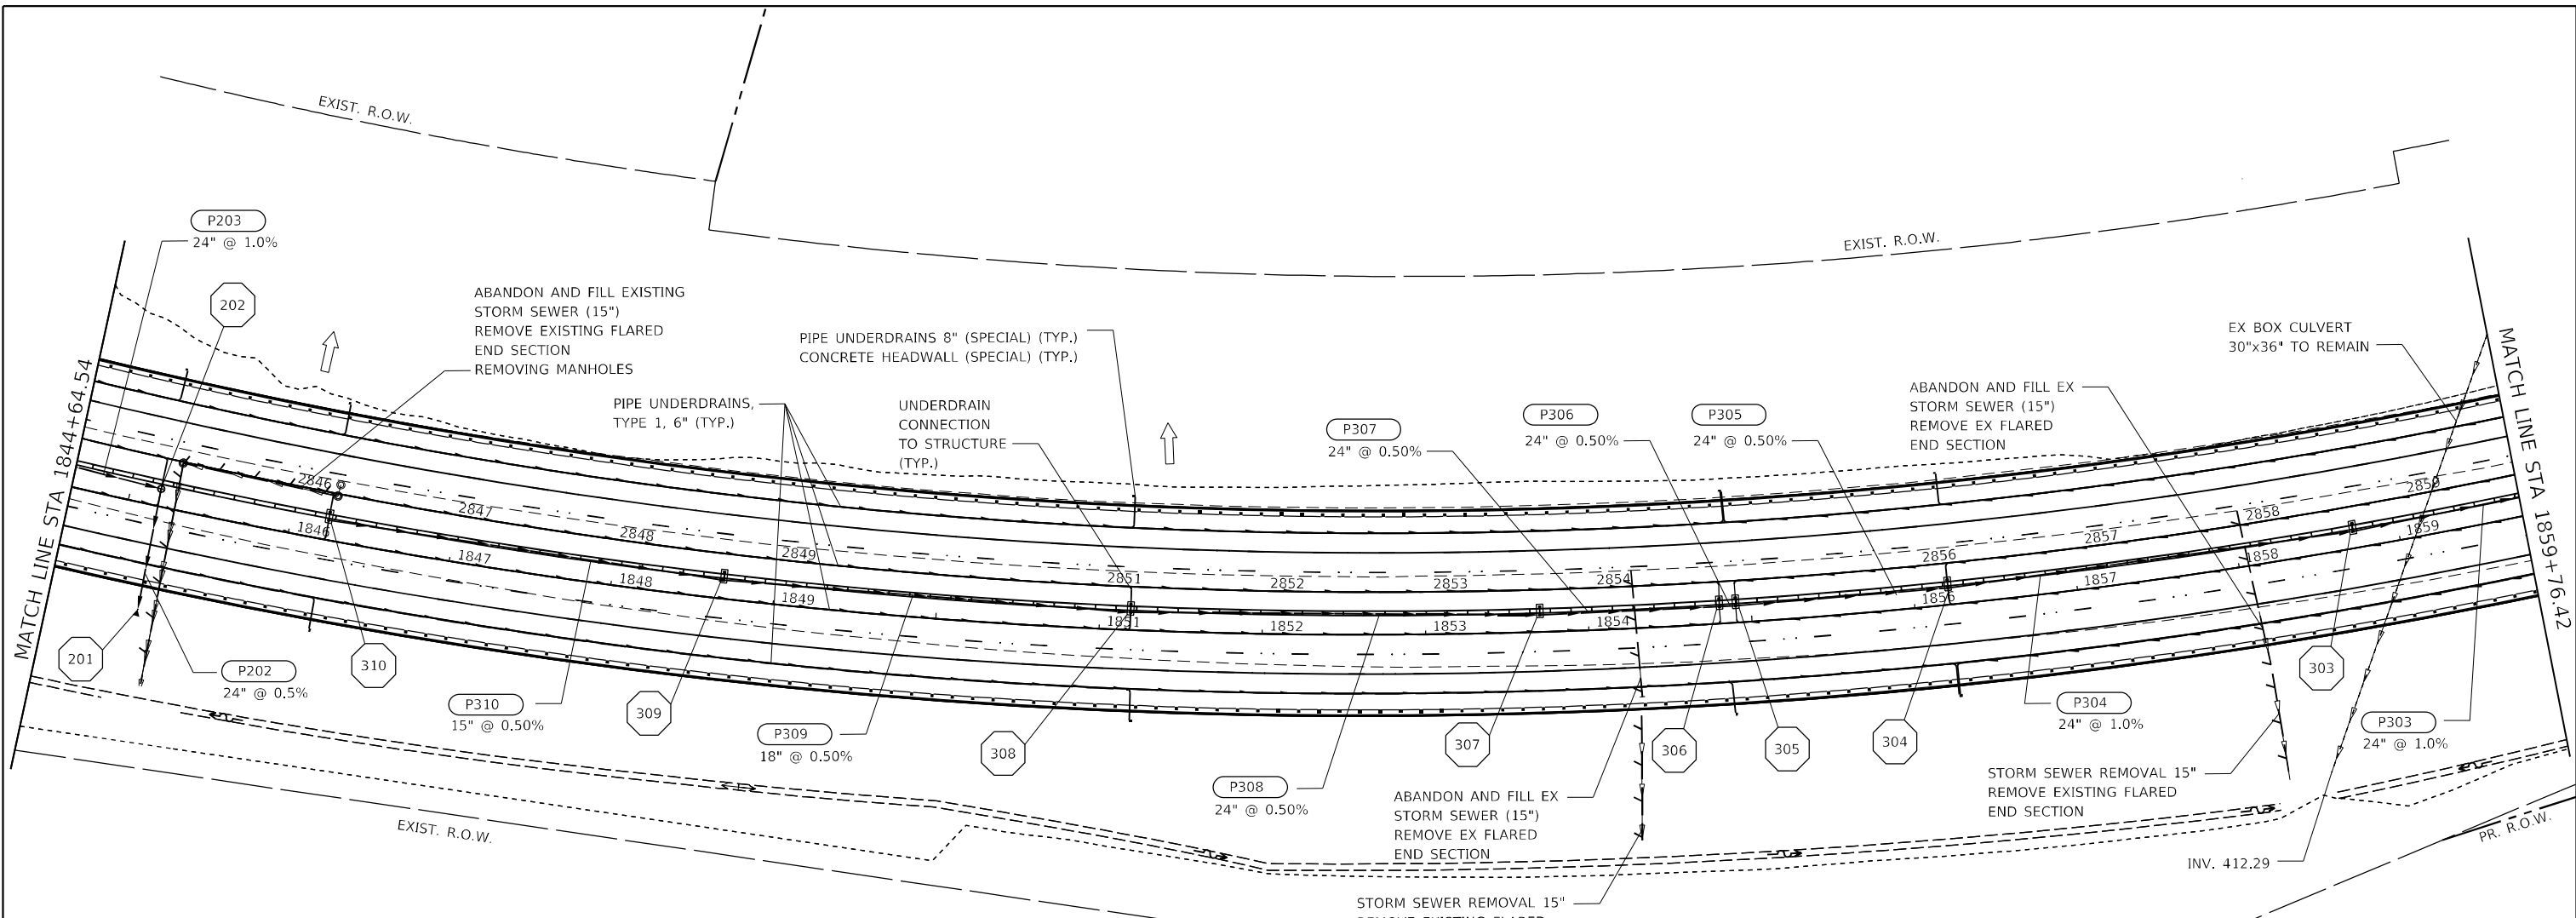 EXIST. R.O.W.
P203
24" @ 1.0%
202
EXIST. R.O.W.
ABANDON AND FILL EXISTING
STORM SEWER (15")
REMOVE EXISTING FLARED
END SECTION
REMOVING MANHOLES
PIPE UNDERDRAINS 8" (SPECIAL) (TYP.)
CONCRETE HEADWALL (SPECIAL) (TYP.)
EX BOX CULVERT
30"x36" TO REMAIN
MATCH LINE STA 1844+64.54
MATCH LINE STA 1859+76.42
PIPE UNDERDRAINS,
TYPE 1, 6" (TYP.)
UNDERDRAIN
CONNECTION
TO STRUCTURE
(TYP.)
P307
24" @ 0.50%
P306
24" @ 0.50%
P305
24" @ 0.50%
ABANDON AND FILL EX
STORM SEWER (15")
REMOVE EX FLARED
END SECTION
2846
2847
2848
2849
2851
2852
2853
2854
2856
2857
2858
2859
1846
1847
1848
1849
1851
1852
1853
1854
1856
1857
1858
1859
201
P202
24" @ 0.5%
310
P310
15" @ 0.50%
309
P309
18" @ 0.50%
308
P308
24" @ 0.50%
307
306
305
304
P304
24" @ 1.0%
303
P303
24" @ 1.0%
EXIST. R.O.W.
ABANDON AND FILL EX
STORM SEWER (15")
REMOVE EX FLARED
END SECTION
STORM SEWER REMOVAL 15"
REMOVE EXISTING FLARED
END SECTION
PR. R.O.W.
INV. 412.29
STORM SEWER REMOVAL 15"
REMOVE EXISTING FLARED